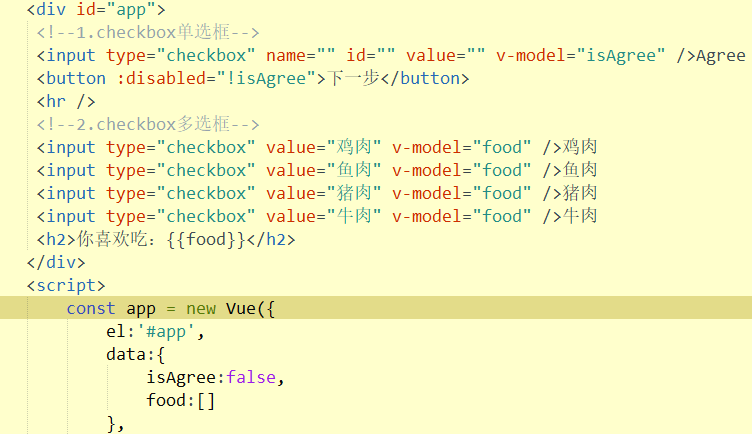 <div id="app">
<!--1.checkbox单选框-->
<input type="checkbox" name="" id="" value="" v-model="isAgree" />Agree
<button :disabled="!isAgree">下一步</button>
<hr />
<!--2.checkbox多选框-->
<input type="checkbox" value="鸡肉" v-model="food" />鸡肉
<input type="checkbox" value="鱼肉" v-model="food" />鱼肉
<input type="checkbox" value="猪肉" v-model="food" />猪肉
<input type="checkbox" value="牛肉" v-model="food" />牛肉
<h2>你喜欢吃：{{food}}</h2>
</div>
<script>
const app = new Vue({
el:'#app',
data:{
isAgree:false,
food:[]
},